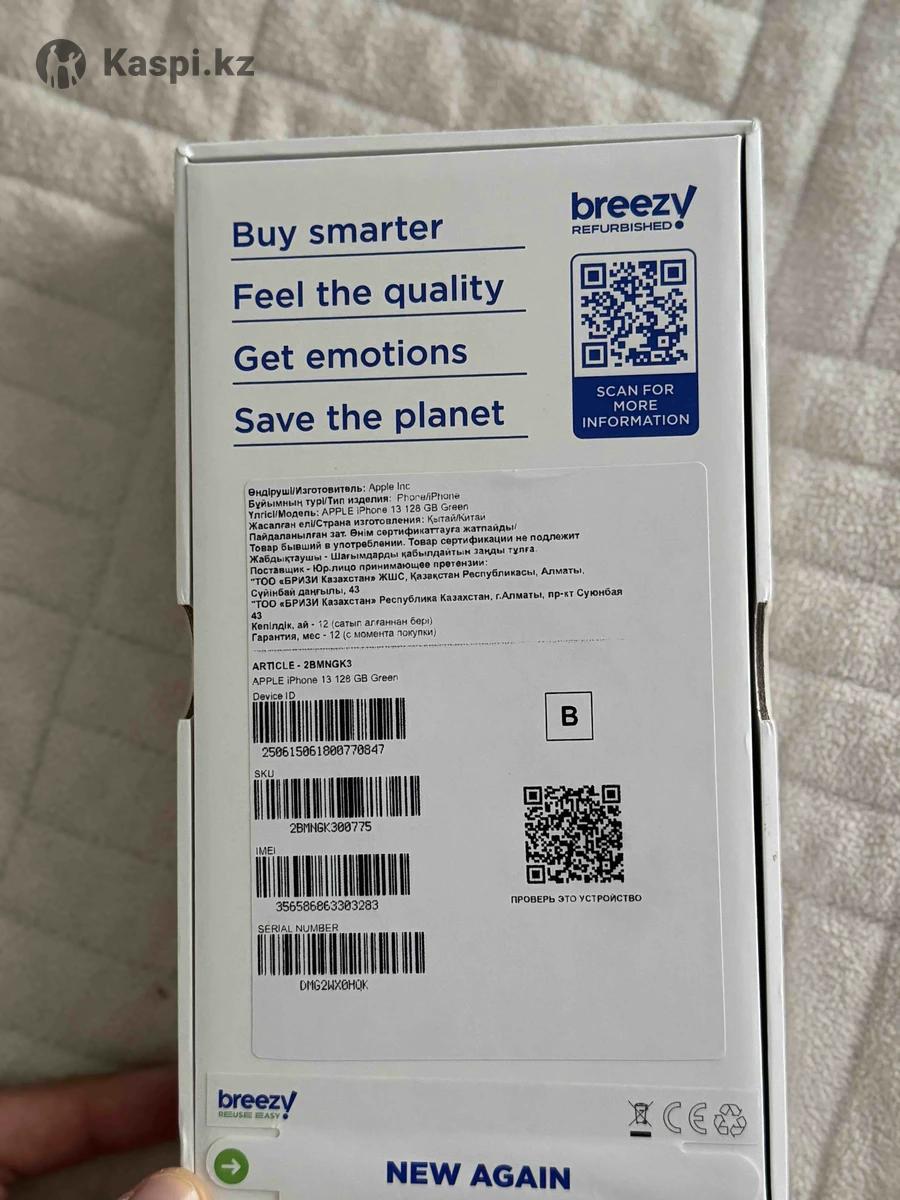 Kaspi.kz
Buy smarter
Feel the quality
Get emotions
Save the planet
breezy!
REFURBISHED
SCAN FOR
MORE
INFORMATION
Өндіруші/Изготовитель: Apple Inc
Бұйымның түрі/Тип изделия: Phone/iPhone
Үлгісі/Модель: APPLE iPhone 13 128 GB Green
Жасалған елі/Страна изготовления: Қытай/Китай
Пайдаланылған зат. Өнім сертификаттауға жатпайды/
Товар бывший в употреблении. Товар сертификации не подлежит
Жабдықтаушы - Шағымдарды қабылдайтын заңды тұлға.
Поставщик - Юр.лицо принимающее претензии:
"ТОО «БРИЗИ Казахстан» ЖШС, Қазақстан Республикасы, Алматы,
Сүйінбай даңғылы, 43
"ТОО «БРИЗИ Казахстан» Республика Казахстан, г.Алматы, пр-кт Суюнбая
43
Кепілдік, ай - 12 (сатып алғаннан бері)
Гарантия, мес - 12 (с момента покупки)
ARTICLE - 2BMNGK3
APPLE iPhone 13 128 GB Green
Device ID
250615061800770847
B
SKU
2BMNGK300775
IMEI
356586863303283
ПРОВЕРЬ ЭТО УСТРОЙСТВО
SERIAL NUMBER
DMG2WX0HQK
breezy!
REUSE EASY
CE
NEW AGAIN